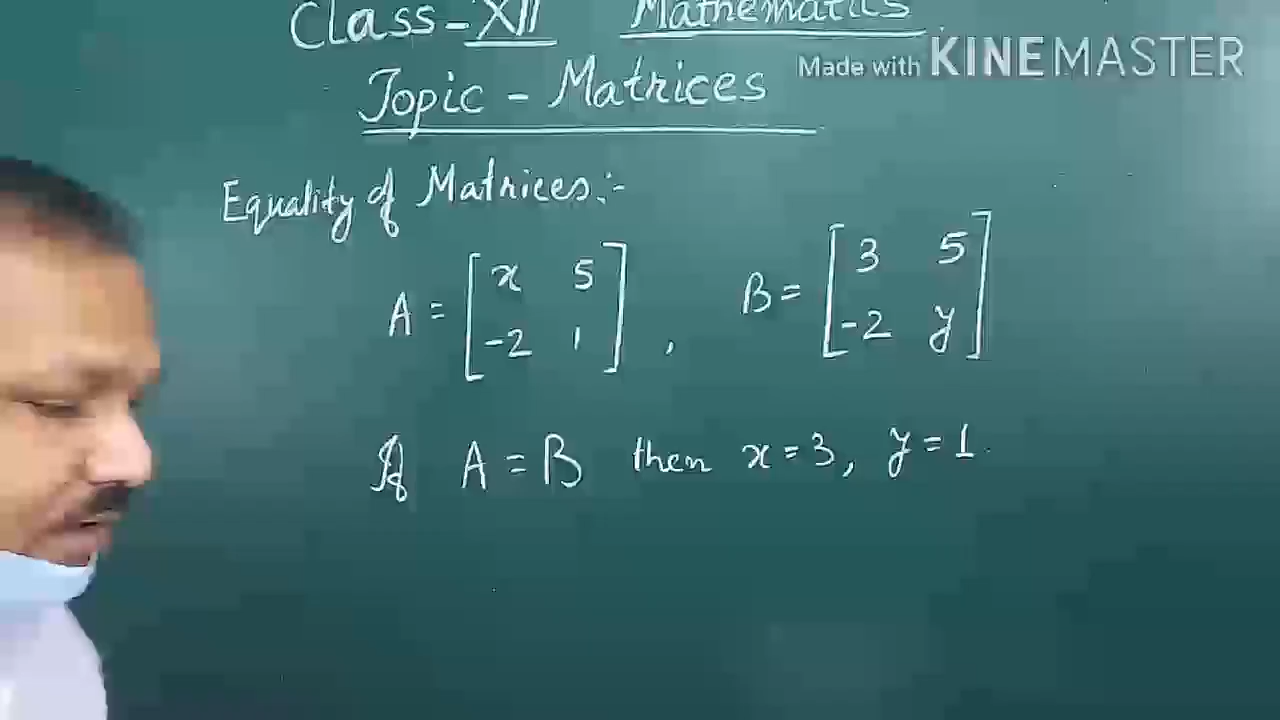 Class-XII Mathematics
Made with KINEMASTER
Topic - Matrices
Equality of Matrices:-
A = [x 5
-2 1] , B = [3 5
-2 y]
If A = B then x = 3, y = 1.